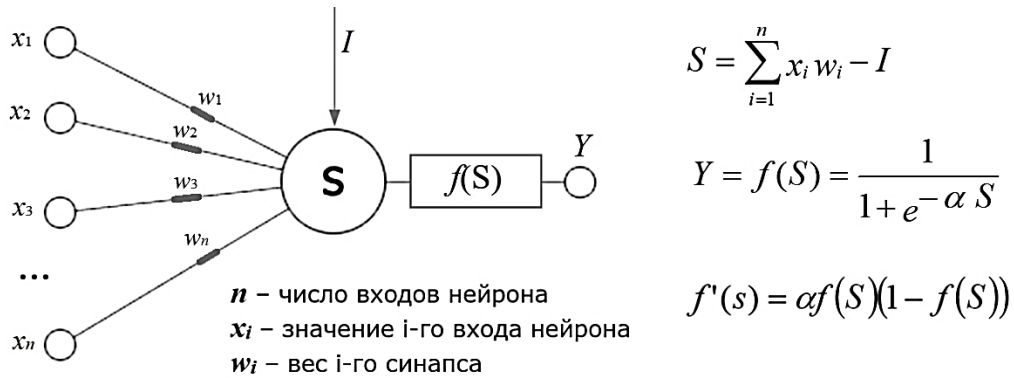 x₁
x₂
x₃
...
xₙ
w₁
w₂
w₃
wₙ
I
S
f(S)
Y
n – число входов нейрона
xᵢ – значение i-го входа нейрона
wᵢ – вес i-го синапса
S = ∑ⁿᵢ₌₁ xᵢ wᵢ − I
Y = f(S) = 1 / (1 + e^(−α S))
f'(s) = αf(S)(1 − f(S))